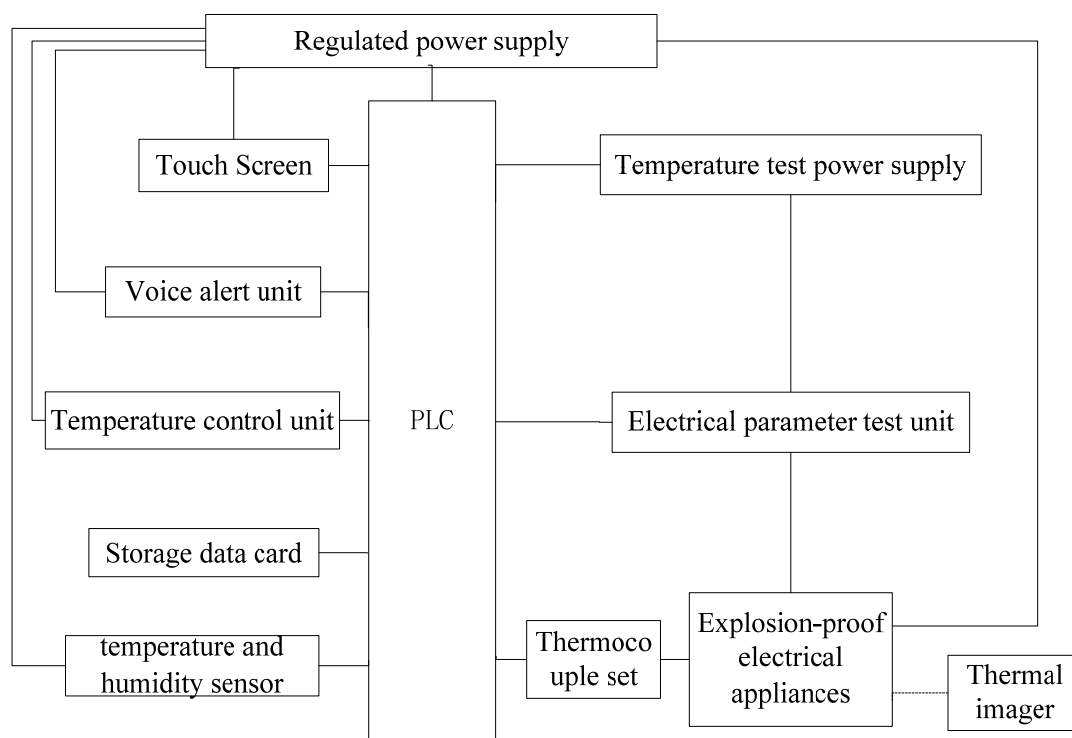 Regulated power supply
Touch Screen
Temperature test power supply
Voice alert unit
Temperature control unit
PLC
Electrical parameter test unit
Storage data card
temperature and
humidity sensor
Thermoco
uple set
Explosion-proof
electrical
appliances
Thermal
imager